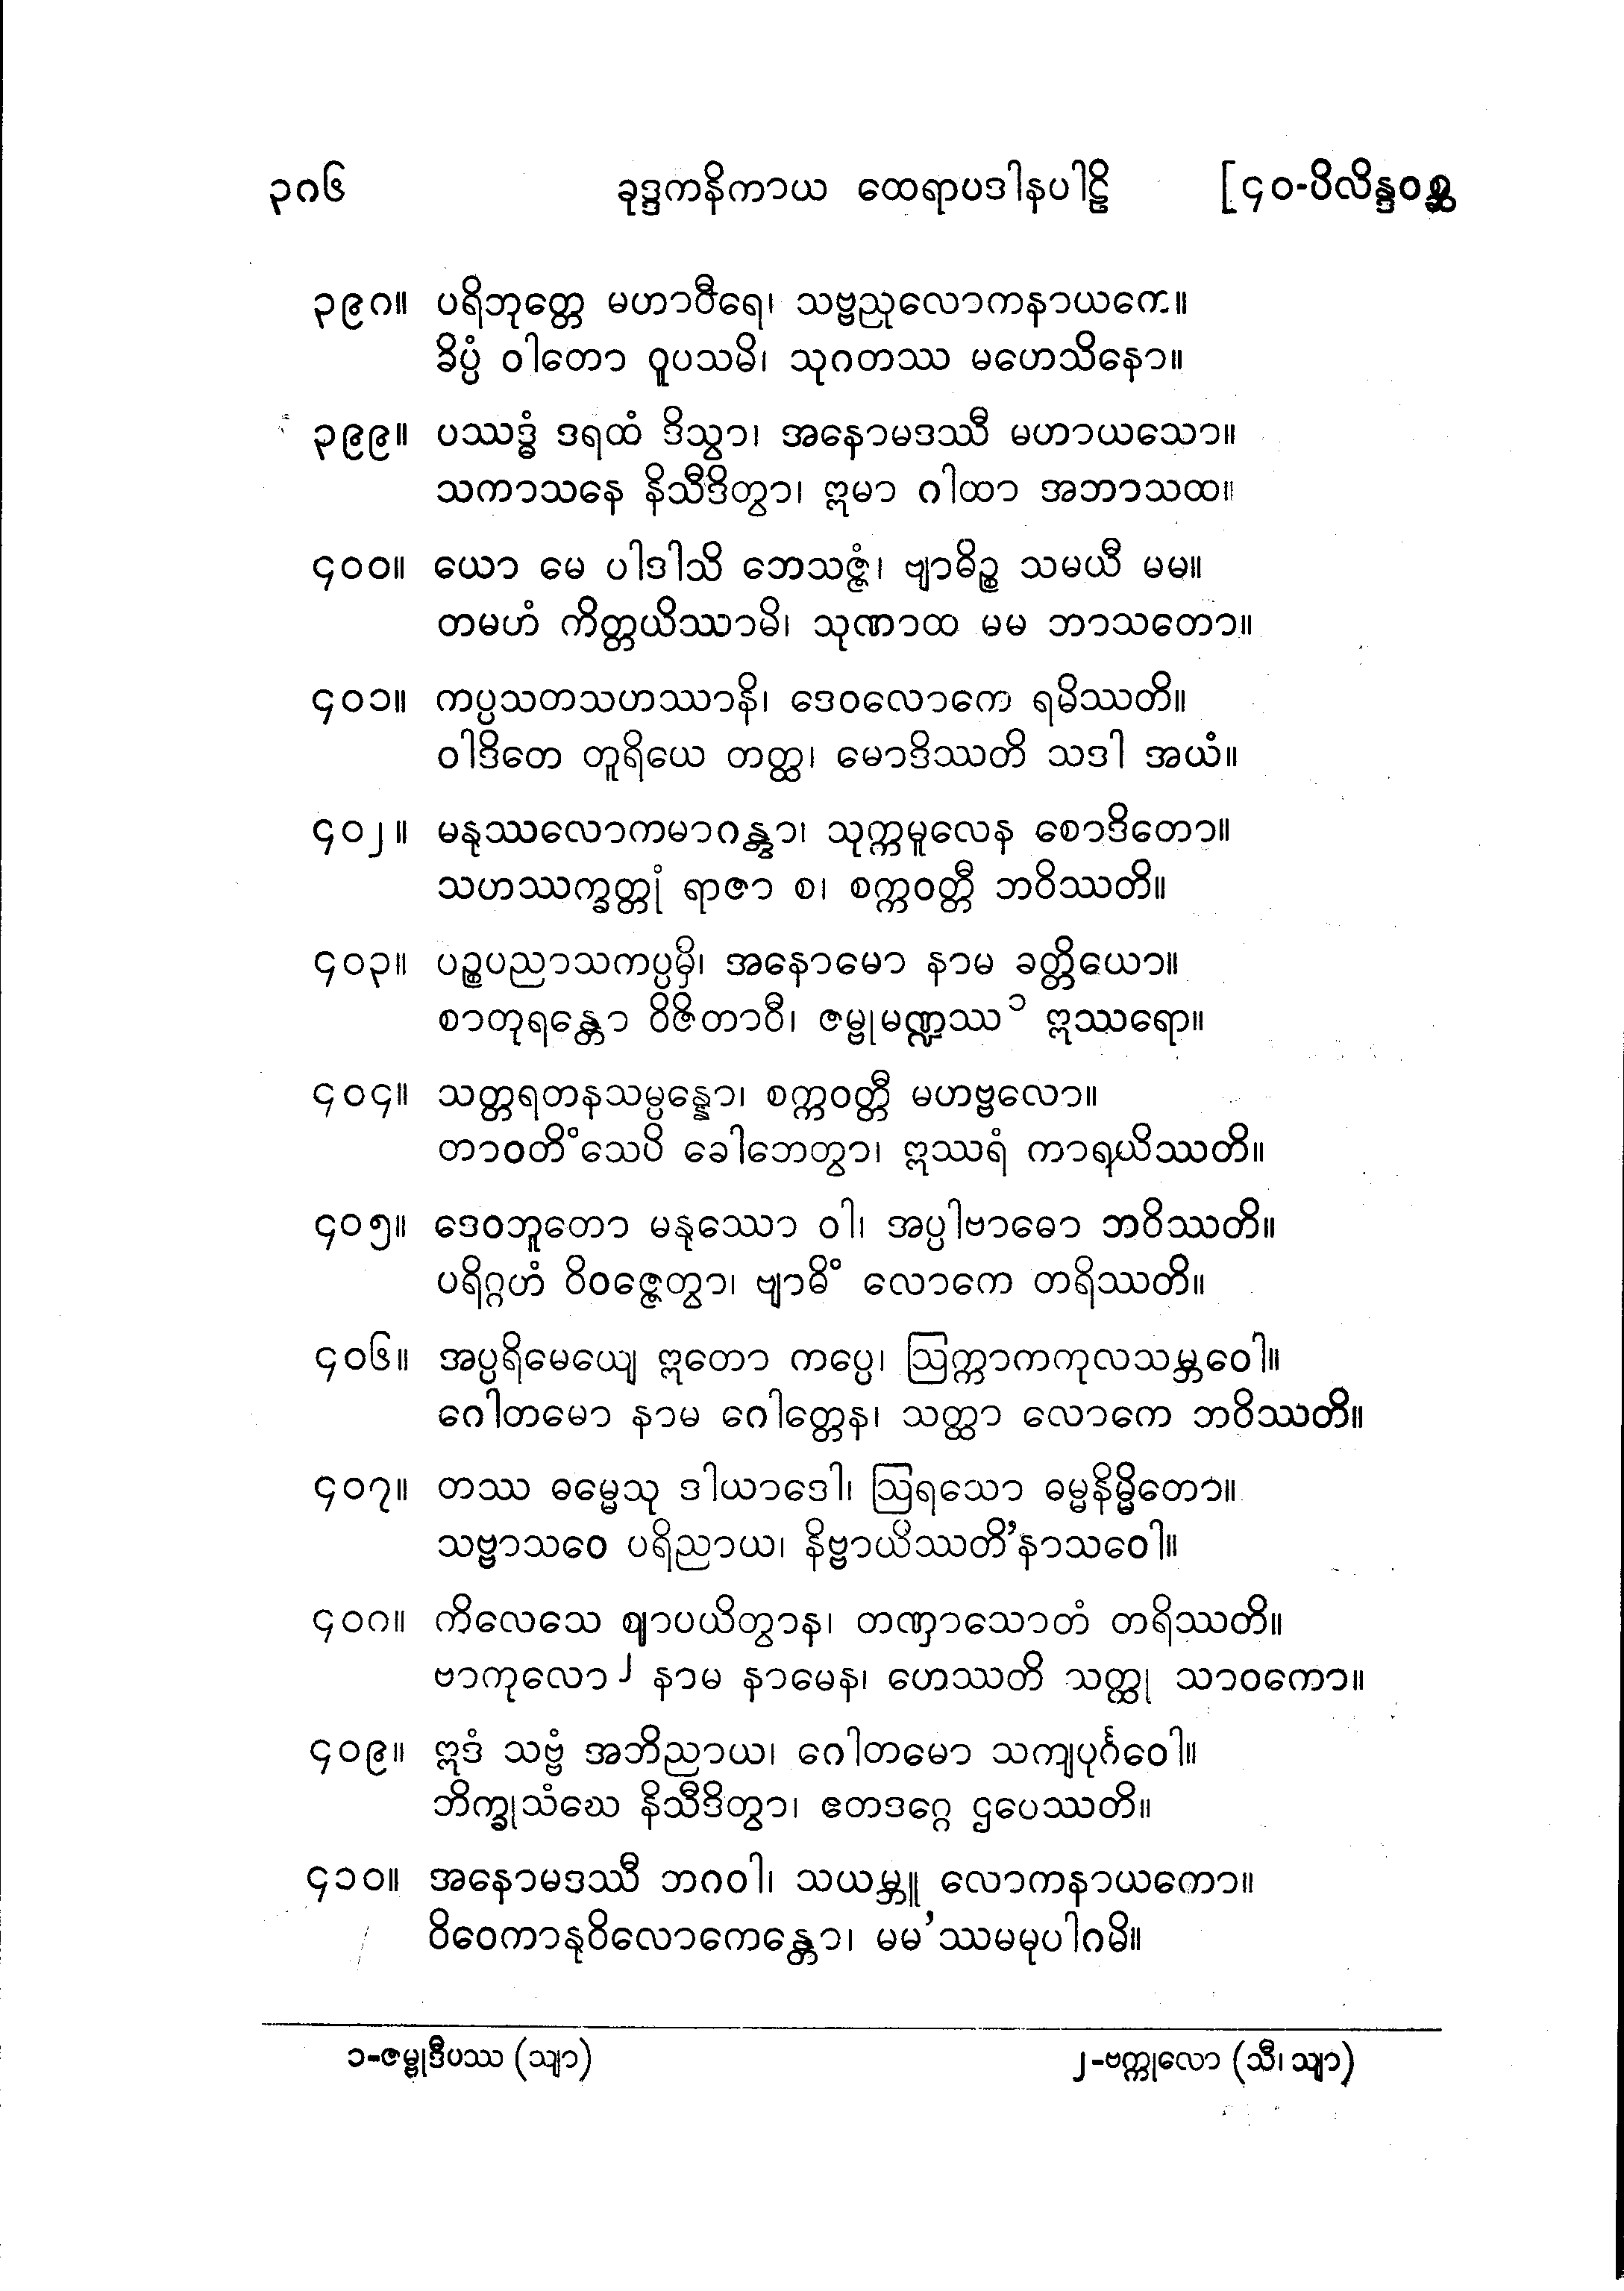 ၃၈၆ ခုဒ္ဒကနိကာယ ထေရာပဒါနပါဠိ [၄၀-ပိလိန္ဒဝစ္ဆ
၃၉၈။ ပရိဘုတ္တေ မဟာဝီရေ၊ သဗ္ဗညုလောကနာယကေ။
ခိပ္ပံ ဝါတော ဝူပသမိ၊ သုဂတဿ မဟေသိနော။
၃၉၉။ ပဿဒ္ဓံ ဒရထံ ဒိသွာ၊ အနောမဒဿီ မဟာယသော။
သကာသနေ နိသီဒိတွာ၊ ဣမာ ဂါထာ အဘာသထ။
၄၀၀။ ယော မေ ပါဒါသိ ဘေသဇ္ဇံ၊ ဗျာဓိဉ္စ သမယီ မမ။
တမဟံ ကိတ္တယိဿာမိ၊ သုဏာထ မမ ဘာသတော။
၄၀၁။ ကပ္ပသတသဟဿာနိ၊ ဒေဝလောကေ ရမိဿတိ။
ဝါဒိတေ တူရိယေ တတ္ထ၊ မောဒိဿတိ သဒါ အယံ။
၄၀၂။ မနုဿလောကမာဂန္တွာ၊ သုက္ကမူလေန စောဒိတော။
သဟဿက္ခတ္တုံ ရာဇာ စ၊ စက္ကဝတ္တီ ဘဝိဿတိ။
၄၀၃။ ပဉ္စပညာသကပ္ပမှိ၊ အနောမော နာမ ခတ္တိယော။
စာတုရန္တော ဝိဇိတာဝီ၊ ဇမ္ဗုမဏ္ဍဿ ၁ ဣဿရော။
၄၀၄။ သတ္တရတနသမ္ပန္နော၊ စက္ကဝတ္တီ မဟဗ္ဗလော။
တာဝတိံသေပိ ခေါဘေတွာ၊ ဣဿရံ ကာရယိဿတိ။
၄၀၅။ ဒေဝဘူတော မနုဿော ဝါ၊ အပ္ပါဗာဓော ဘဝိဿတိ။
ပရိဂ္ဂဟံ ဝိဝဇ္ဇေတွာ၊ ဗျာဓိံ လောကေ တရိဿတိ။
၄၀၆။ အပ္ပရိမေယျေ ဣတော ကပ္ပေ၊ ဩက္ကာကကုလသမ္ဘဝေါ။
ဂေါတမော နာမ ဂေါတ္တေန၊ သတ္ထာ လောကေ ဘဝိဿတိ။
၄၀၇။ တဿ ဓမ္မေသု ဒါယာဒေါ၊ ဩရသော ဓမ္မနိမ္မိတော။
သဗ္ဗာသဝေ ပရိညာယ၊ နိဗ္ဗာယိဿတိ’နာသဝေါ။
၄၀၈။ ကိလေသေ ဈာပယိတွာန၊ တဏှာသောတံ တရိဿတိ။
ဗာကုလော ၂ နာမ နာမေန၊ ဟေဿတိ သတ္ထု သာဝကော။
၄၀၉။ ဣဒံ သဗ္ဗံ အဘိညာယ၊ ဂေါတမော သကျပုင်္ဂဝေါ။
ဘိက္ခုသံဃေ နိသီဒိတွာ၊ ဧတဒဂ္ဂေ ဌပေဿတိ။
၄၁၀။ အနောမဒဿီ ဘဂဝါ၊ သယမ္ဘူ လောကနာယကော။
ဝိဝေကာနုဝိလောကေန္တော၊ မမ’ဿမမုပါဂမိ။
၁-ဇမ္ဗုဒီပဿ (သျာ) ၂-ဗက္ကုလော (သီ၊ သျာ)